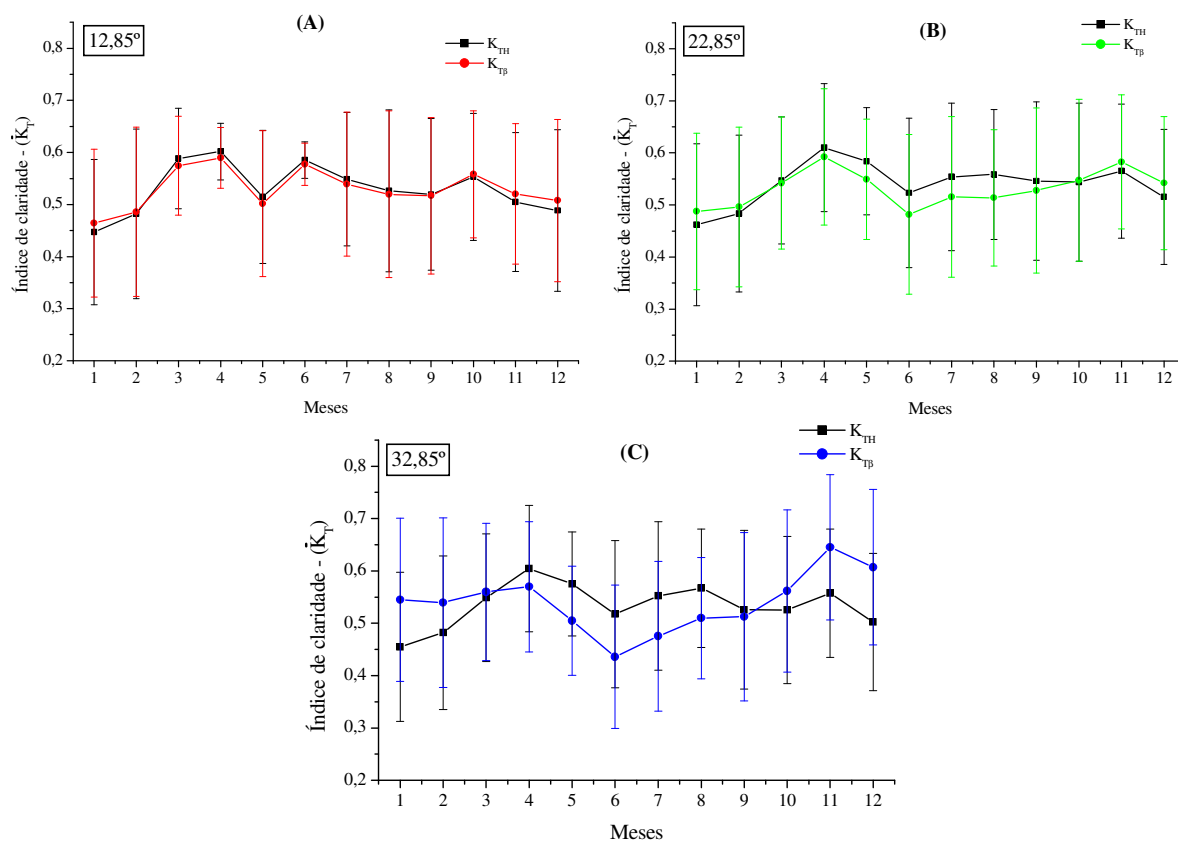 (A)
12,85º
K_TH
K_Tβ
0,8
0,7
0,6
0,5
0,4
0,3
0,2
Índice de claridade - (K̄_T)
1 2 3 4 5 6 7 8 9 10 11 12
Meses
(B)
22,85º
K_TH
K_Tβ
0,8
0,7
0,6
0,5
0,4
0,3
0,2
Índice de claridade - (K̄_T)
1 2 3 4 5 6 7 8 9 10 11 12
Meses
(C)
32,85º
K_TH
K_Tβ
0,8
0,7
0,6
0,5
0,4
0,3
0,2
Índice de claridade - (K̄_T)
1 2 3 4 5 6 7 8 9 10 11 12
Meses